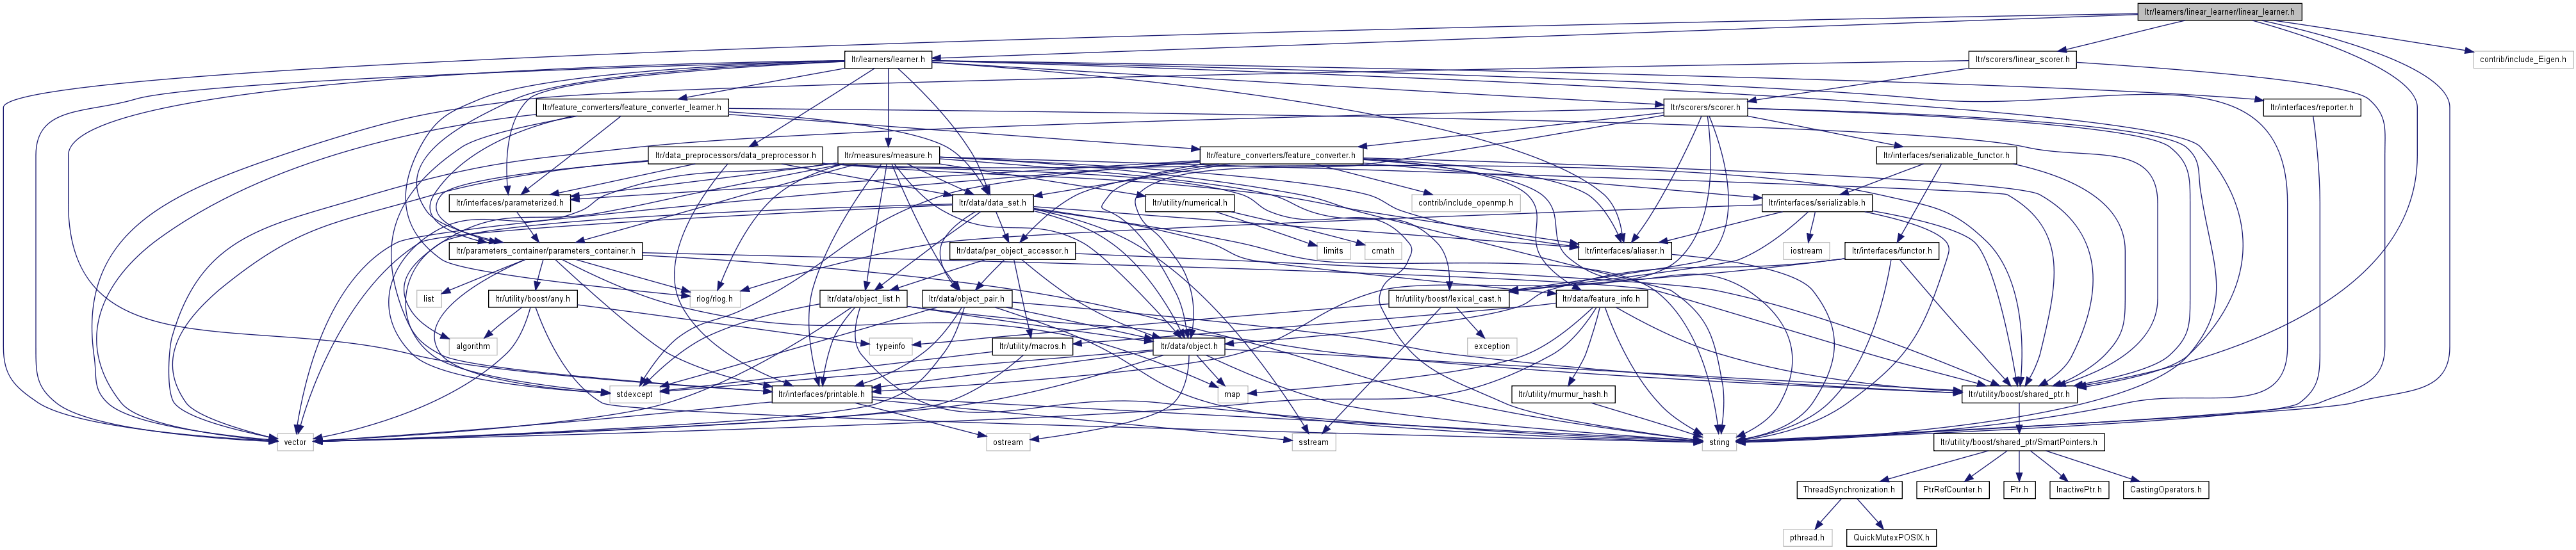 ltr/learners/linear_learner/linear_learner.h
ltr/learners/learner.h
ltr/scorers/linear_scorer.h
contrib/include_Eigen.h
ltr/feature_converters/feature_converter_learner.h
ltr/scorers/scorer.h
ltr/interfaces/reporter.h
ltr/data_preprocessors/data_preprocessor.h
ltr/measures/measure.h
ltr/feature_converters/feature_converter.h
ltr/interfaces/serializable_functor.h
ltr/interfaces/parameterized.h
ltr/data/data_set.h
ltr/utility/numerical.h
contrib/include_openmp.h
ltr/interfaces/serializable.h
ltr/parameters_container/parameters_container.h
ltr/data/per_object_accessor.h
limits
cmath
ltr/interfaces/aliaser.h
iostream
ltr/interfaces/functor.h
list
ltr/utility/boost/any.h
rlog/rlog.h
ltr/data/object_list.h
ltr/data/object_pair.h
ltr/utility/boost/lexical_cast.h
ltr/data/feature_info.h
algorithm
typeinfo
ltr/utility/macros.h
ltr/data/object.h
exception
stdexcept
ltr/interfaces/printable.h
map
ltr/utility/murmur_hash.h
ltr/utility/boost/shared_ptr.h
vector
ostream
sstream
string
ltr/utility/boost/shared_ptr/SmartPointers.h
ThreadSynchronization.h
PtrRefCounter.h
Ptr.h
InactivePtr.h
CastingOperators.h
pthread.h
QuickMutexPOSIX.h